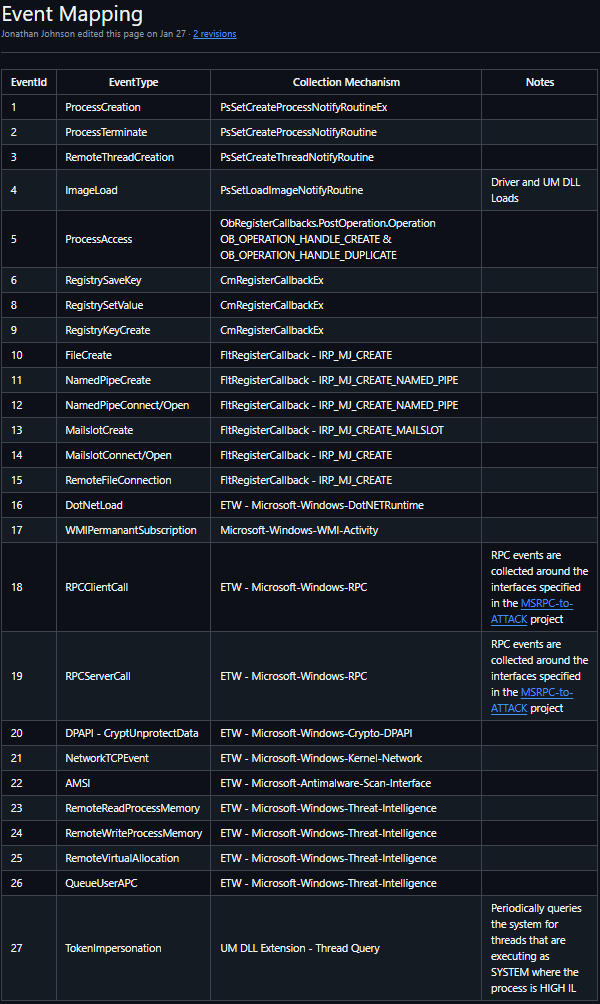 Event Mapping
Jonathan Johnson edited this page on Jan 27 · 2 revisions
EventId EventType Collection Mechanism Notes
1 ProcessCreation PsSetCreateProcessNotifyRoutineEx
2 ProcessTerminate PsSetCreateProcessNotifyRoutine
3 RemoteThreadCreation PsSetCreateThreadNotifyRoutine
4 ImageLoad PsSetLoadImageNotifyRoutine Driver and UM DLL
Loads
5 ProcessAccess ObRegisterCallbacks.PostOperation.Operation
OB_OPERATION_HANDLE_CREATE &
OB_OPERATION_HANDLE_DUPLICATE
6 RegistrySaveKey CmRegisterCallbackEx
8 RegistrySetValue CmRegisterCallbackEx
9 RegistryKeyCreate CmRegisterCallbackEx
10 FileCreate FltRegisterCallback - IRP_MJ_CREATE
11 NamedPipeCreate FltRegisterCallback - IRP_MJ_CREATE_NAMED_PIPE
12 NamedPipeConnect/Open FltRegisterCallback - IRP_MJ_CREATE_NAMED_PIPE
13 MailslotCreate FltRegisterCallback - IRP_MJ_CREATE_MAILSLOT
14 MailslotConnect/Open FltRegisterCallback - IRP_MJ_CREATE
15 RemoteFileConnection FltRegisterCallback - IRP_MJ_CREATE
16 DotNetLoad ETW - Microsoft-Windows-DotNETRuntime
17 WMIPermanantSubscription Microsoft-Windows-WMI-Activity
18 RPCClientCall ETW - Microsoft-Windows-RPC RPC events are
collected around the
interfaces specified
in the MSRPC-to-
ATTACK project
19 RPCServerCall ETW - Microsoft-Windows-RPC RPC events are
collected around the
interfaces specified
in the MSRPC-to-
ATTACK project
20 DPAPI - CryptUnprotectData ETW - Microsoft-Windows-Crypto-DPAPI
21 NetworkTCPEvent ETW - Microsoft-Windows-Kernel-Network
22 AMSI ETW - Microsoft-Antimalware-Scan-Interface
23 RemoteReadProcessMemory ETW - Microsoft-Windows-Threat-Intelligence
24 RemoteWriteProcessMemory ETW - Microsoft-Windows-Threat-Intelligence
25 RemoteVirtualAllocation ETW - Microsoft-Windows-Threat-Intelligence
26 QueueUserAPC ETW - Microsoft-Windows-Threat-Intelligence
27 TokenImpersonation UM DLL Extension - Thread Query Periodically queries
the system for
threads that are
executing as
SYSTEM where the
process is HIGH IL